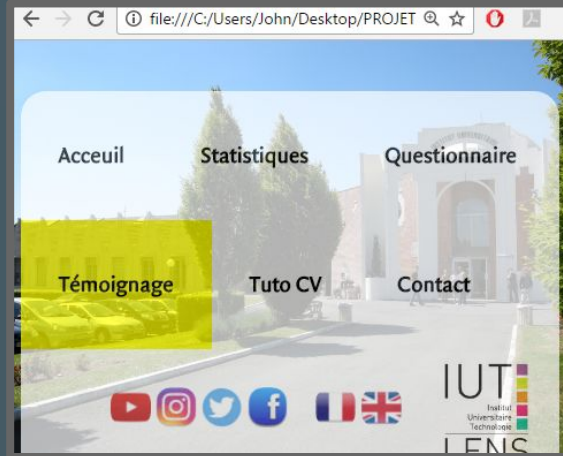 file:///C:/Users/John/Desktop/PROJET
Acceuil Statistiques Questionnaire
Témoignage Tuto CV Contact
IUT
Institut
Universitaire
Technologie
LENS